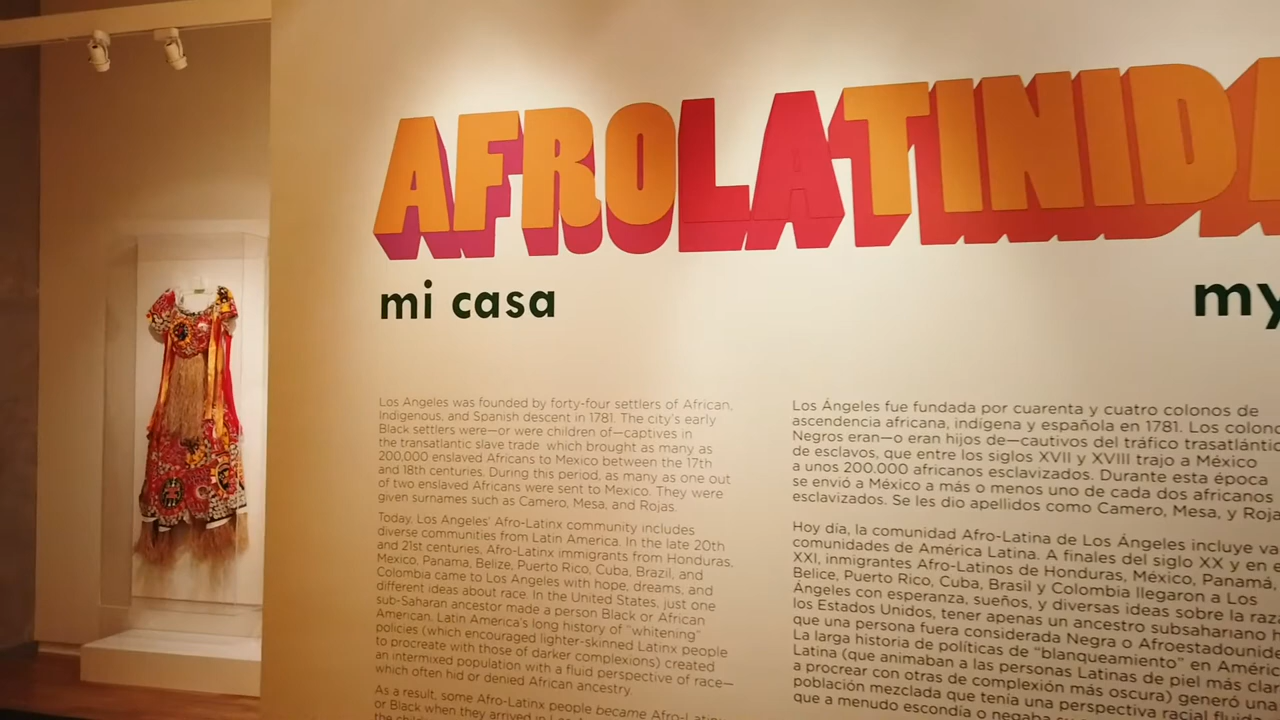 AFROLATINIDA
mi casa
my
Los Angeles was founded by forty-four settlers of African,
Indigenous, and Spanish descent in 1781. The city's early
Black settlers were—or were children of—captives in
the transatlantic slave trade which brought as many as
200,000 enslaved Africans to Mexico between the 17th
and 18th centuries. During this period, as many as one out
of two enslaved Africans were sent to Mexico. They were
given surnames such as Camero, Mesa, and Rojas.
Today, Los Angeles' Afro-Latinx community includes
diverse communities from Latin America. In the late 20th
and 21st centuries, Afro-Latinx immigrants from Honduras,
Mexico, Panama, Belize, Puerto Rico, Cuba, Brazil, and
Colombia came to Los Angeles with hope, dreams, and
different ideas about race. In the United States, just one
sub-Saharan ancestor made a person Black or African
American. Latin America's long history of "whitening"
policies (which encouraged lighter-skinned Latinx people
to procreate with those of darker complexions) created
an intermixed population with a fluid perspective of race—
which often hid or denied African ancestry.
As a result, some Afro-Latinx people became Afro-Latinx
or Black when they arrived in Los
Los Ángeles fue fundada por cuarenta y cuatro colonos de
ascendencia africana, indígena y española en 1781. Los colono
Negros eran—o eran hijos de—cautivos del tráfico trasatlántic
de esclavos, que entre los siglos XVII y XVIII trajo a México
a unos 200.000 africanos esclavizados. Durante esta época
se envió a México a más o menos uno de cada dos africanos
esclavizados. Se les dio apellidos como Camero, Mesa, y Roja
Hoy día, la comunidad Afro-Latina de Los Ángeles incluye va
comunidades de América Latina. A finales del siglo XX y en e
XXI, inmigrantes Afro-Latinos de Honduras, México, Panamá,
Belice, Puerto Rico, Cuba, Brasil y Colombia llegaron a Los
Ángeles con esperanza, sueños, y diversas ideas sobre la raza
los Estados Unidos, tener apenas un ancestro subsahariano h
que una persona fuera considerada Negra o Afroestadounide
La larga historia de políticas de "blanqueamiento" en Améric
Latina (que animaban a las personas Latinas de piel más clar
a procrear con otras de complexión más oscura) generó una
población mezclada que tenía una perspectiva racial fluida
que a menudo escondía o negaba